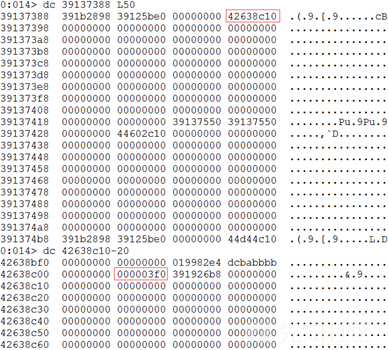 0:014> dc 39137388 L50
39137388 391b2898 39125be0 00000000 42638c10 .(.9.[.9......cB
39137398 00000000 00000000 00000000 00000000 ................
391373a8 00000000 00000000 00000000 00000000 ................
391373b8 00000000 00000000 00000000 00000000 ................
391373c8 00000000 00000000 00000000 00000000 ................
391373d8 00000000 00000000 00000000 00000000 ................
391373e8 00000000 00000000 00000000 00000000 ................
391373f8 00000000 00000000 00000000 00000000 ................
39137408 00000000 00000000 00000000 00000000 ................
39137418 00000000 00000000 39137550 39137550 ........Pu.9Pu.9
39137428 00000000 44602c10 00000000 00000000 .....,`D........
39137438 00000000 00000000 00000000 00000000 ................
39137448 00000000 00000000 00000000 00000000 ................
39137458 00000000 00000000 00000000 00000000 ................
39137468 00000000 00000000 00000000 00000000 ................
39137478 00000000 00000000 00000000 00000000 ................
39137488 00000000 00000000 00000000 00000000 ................
39137498 00000000 00000000 00000000 00000000 ................
391374a8 00000000 00000000 00000000 00000000 ................
391374b8 391b2898 39125be0 00000000 44d44c10 .(.9.[.9.....L.D
0:014> dc 42638c10-20
42638bf0 00000000 00000000 019982e4 dcbabbbb ................
42638c00 00000000 000003f0 391926b8 00000000 .........&.9....
42638c10 00000000 00000000 00000000 00000000 ................
42638c20 00000000 00000000 00000000 00000000 ................
42638c30 00000000 00000000 00000000 00000000 ................
42638c40 00000000 00000000 00000000 00000000 ................
42638c50 00000000 00000000 00000000 00000000 ................
42638c60 00000000 00000000 00000000 00000000 ................